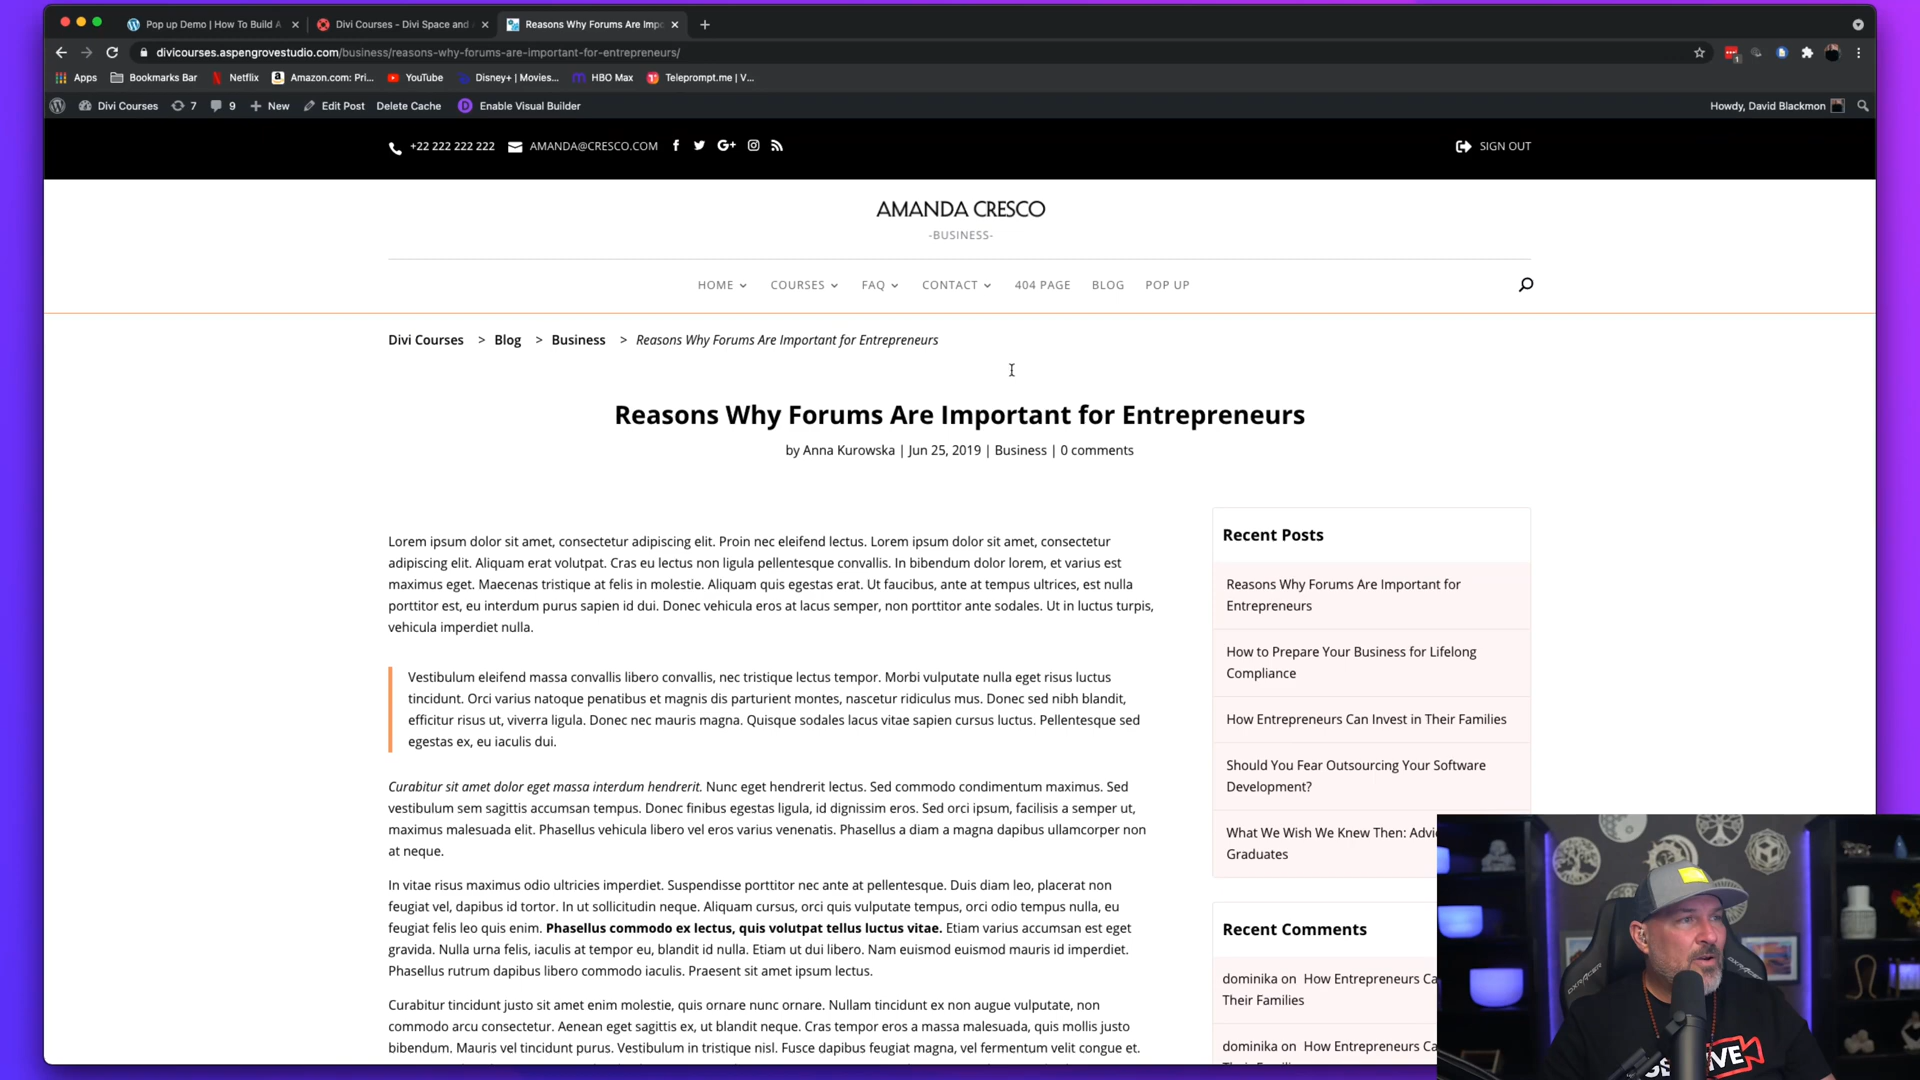 Pop up Demo | How To Build A
Divi Courses - Divi Space and
Reasons Why Forums Are Imp
divicourses.aspengrovestudio.com/business/reasons-why-forums-are-important-for-entrepreneurs/
Apps Bookmarks Bar Netflix Amazon.com: Pri... YouTube Disney+ | Movies... HBO Max Teleprompt.me | V...
Divi Courses 7 9 New Edit Post Delete Cache Enable Visual Builder Howdy, David Blackmon
+22 222 222 222 AMANDA@CRESCO.COM SIGN OUT
AMANDA CRESCO
-BUSINESS-
HOME COURSES FAQ CONTACT 404 PAGE BLOG POP UP
Divi Courses > Blog > Business > Reasons Why Forums Are Important for Entrepreneurs
Reasons Why Forums Are Important for Entrepreneurs
by Anna Kurowska | Jun 25, 2019 | Business | 0 comments
Lorem ipsum dolor sit amet, consectetur adipiscing elit. Proin nec eleifend lectus. Lorem ipsum dolor sit amet, consectetur
adipiscing elit. Aliquam erat volutpat. Cras eu lectus non ligula pellentesque convallis. In bibendum dolor lorem, et varius est
maximus eget. Maecenas tristique at felis in molestie. Aliquam quis egestas erat. Ut faucibus, ante at tempus ultrices, est nulla
porttitor est, eu interdum purus sapien id dui. Donec vehicula eros at lacus semper, non porttitor ante sodales. Ut in luctus turpis,
vehicula imperdiet nulla.
Vestibulum eleifend massa convallis libero convallis, nec tristique lectus tempor. Morbi vulputate nulla eget risus luctus
tincidunt. Orci varius natoque penatibus et magnis dis parturient montes, nascetur ridiculus mus. Donec sed nibh blandit,
efficitur risus ut, viverra ligula. Donec nec mauris magna. Quisque sodales lacus vitae sapien cursus luctus. Pellentesque sed
egestas ex, eu iaculis dui.
Curabitur sit amet dolor eget massa interdum hendrerit. Nunc eget hendrerit lectus. Sed commodo condimentum maximus. Sed
vestibulum sem sagittis accumsan tempus. Donec finibus egestas ligula, id dignissim eros. Sed orci ipsum, facilisis a semper ut,
maximus malesuada elit. Phasellus vehicula libero vel eros varius venenatis. Phasellus a diam a magna dapibus ullamcorper non
at neque.
In vitae risus maximus odio ultricies imperdiet. Suspendisse porttitor nec ante at pellentesque. Duis diam leo, placerat non
feugiat vel, dapibus id tortor. In ut sollicitudin neque. Aliquam cursus, orci quis vulputate tempus, orci odio tempus nulla, eu
feugiat felis leo quis enim. Phasellus commodo ex lectus, quis volutpat tellus luctus vitae. Etiam varius accumsan est eget
gravida. Nulla urna felis, iaculis at tempor eu, blandit id nulla. Etiam ut dui libero. Nam euismod euismod mauris id imperdiet.
Phasellus rutrum dapibus libero commodo iaculis. Praesent sit amet ipsum lectus.
Curabitur tincidunt justo sit amet enim molestie, quis ornare nunc ornare. Nullam tincidunt ex non augue vulputate, non
commodo arcu consectetur. Aenean eget sagittis ex, ut blandit neque. Cras tempor eros a massa malesuada, quis mollis justo
bibendum. Mauris vel tincidunt purus. Vestibulum in tristique nisl. Fusce dapibus feugiat magna, vel fermentum velit congue et.
Recent Posts
Reasons Why Forums Are Important for
Entrepreneurs
How to Prepare Your Business for Lifelong
Compliance
How Entrepreneurs Can Invest in Their Families
Should You Fear Outsourcing Your Software
Development?
What We Wish We Knew Then:
Graduates
Recent Comments
dominika on How Entrepreneurs Ca
Their Families
dominika on How Entrepreneurs Ca